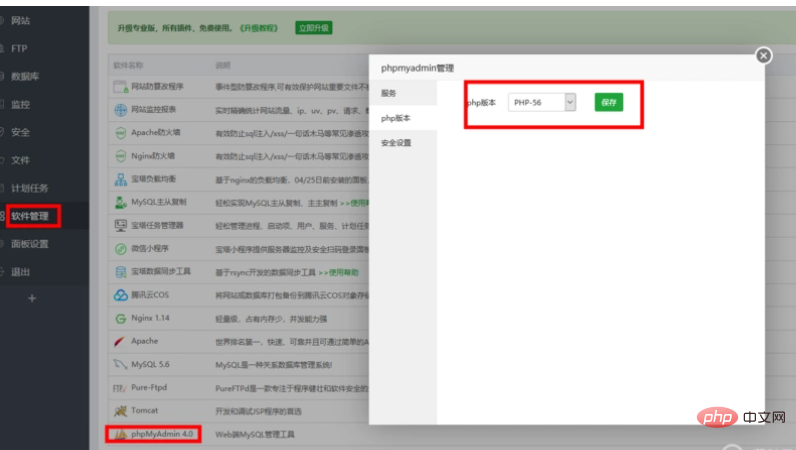 网站
FTP
数据库
监控
安全
文件
计划任务
软件管理
面板设置
退出
升级专业版，所有插件，免费使用。《升级教程》 立即升级
软件名称 说明
网站防篡改程序 事件型防篡改程序,可有效保护网站重要文件不
网站监控报表 实时精确统计网站流量、ip、uv、pv、请求、
Apache防火墙 有效防止sql注入/xss/一句话木马等常见渗透攻
Nginx防火墙 有效防止sql注入/xss/一句话木马等常见渗透攻
宝塔负载均衡 基于nginx的负载均衡，04/25日前安装的面板,
MySQL主从复制 轻松实现MySQL主从复制、主主复制 >>使用
宝塔任务管理器 轻松管理进程、启动项、用户、服务、计划任
微信小程序 宝塔小程序提供服务器监控及安全扫码登录面
宝塔数据同步工具 基于rsync开发的数据同步工具 >>使用帮助
腾讯云COS 将网站或数据库打包备份到腾讯云COS对象存
Nginx 1.14 轻量级，占有内存少，并发能力强
Apache 世界排名第一，快速、可靠并且可通过简单的A
MySQL 5.6 MySQL是一种关系数据库管理系统!
Pure-Ftpd PureFTPd是一款专注于程序健壮和软件安全的
Tomcat 开发和调试JSP程序的首选
phpMyAdmin 4.0 Web端MySQL管理工具
phpmyadmin管理
服务
php版本
安全设置
php版本 PHP-56 保存
php 中文网